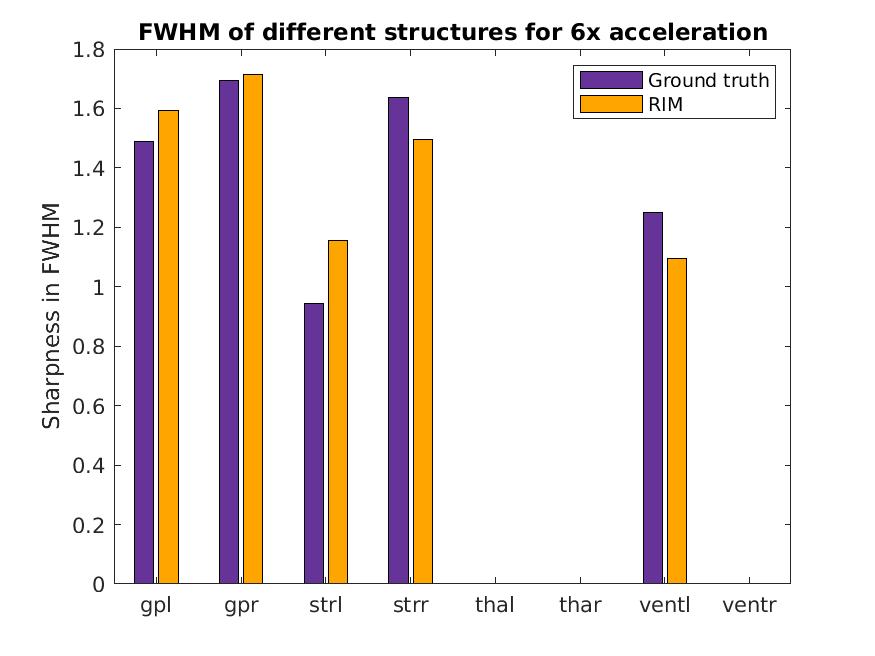 FWHM of different structures for 6x acceleration
Ground truth
RIM
Sharpness in FWHM
1.8
1.6
1.4
1.2
1
0.8
0.6
0.4
0.2
0
gpl gpr strl strr thal thar ventl ventr